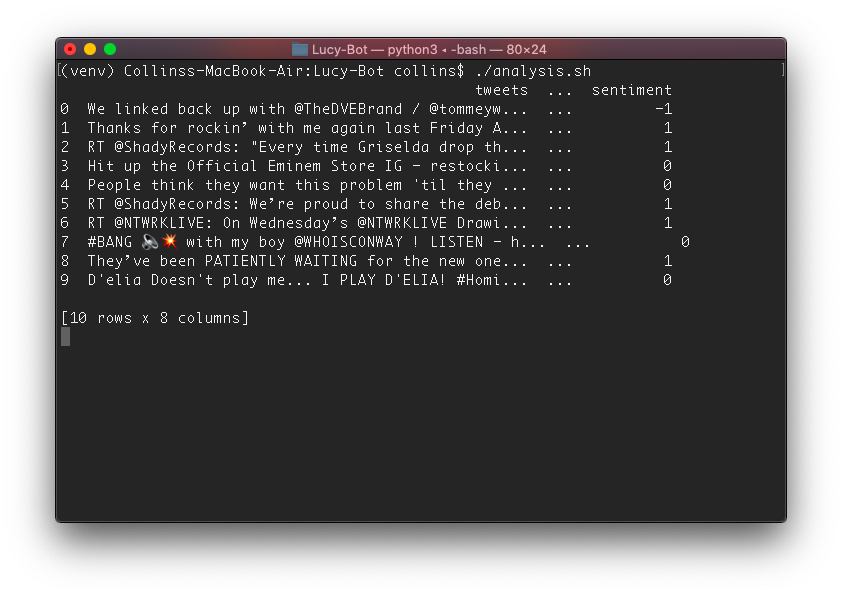 Lucy-Bot — python3 ◂ -bash — 80×24
(venv) Collinss-MacBook-Air:Lucy-Bot collins$ ./analysis.sh
tweets ... sentiment
0 We linked back up with @TheDVEBrand / @tommeyw... ... -1
1 Thanks for rockin’ with me again last Friday A... ... 1
2 RT @ShadyRecords: "Every time Griselda drop th... ... 1
3 Hit up the Official Eminem Store IG - restocki... ... 0
4 People think they want this problem 'til they ... ... 0
5 RT @ShadyRecords: We’re proud to share the deb... ... 1
6 RT @NTWRKLIVE: On Wednesday’s @NTWRKLIVE Drawi... ... 1
7 #BANG 🔈💥 with my boy @WHOISCONWAY ! LISTEN - h... ... 0
8 They’ve been PATIENTLY WAITING for the new one... ... 1
9 D'elia Doesn't play me... I PLAY D'ELIA! #Homi... ... 0
[10 rows x 8 columns]